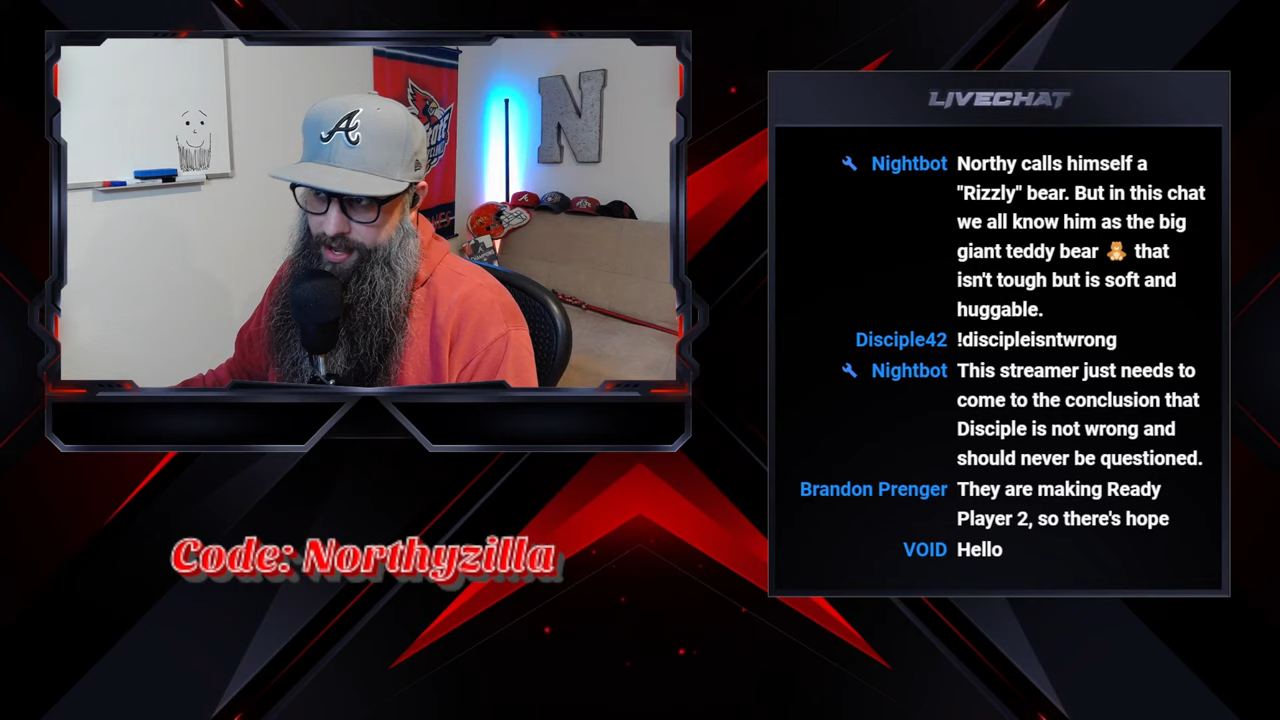 A
N
LIVECHAT
Nightbot Northy calls himself a
"Rizzly" bear. But in this chat
we all know him as the big
giant teddy bear 🧸 that
isn't tough but is soft and
huggable.
Disciple42 !discipleisntwrong
Nightbot This streamer just needs to
come to the conclusion that
Disciple is not wrong and
should never be questioned.
Brandon Prenger They are making Ready
Player 2, so there's hope
VOID Hello
Code: Northyzilla